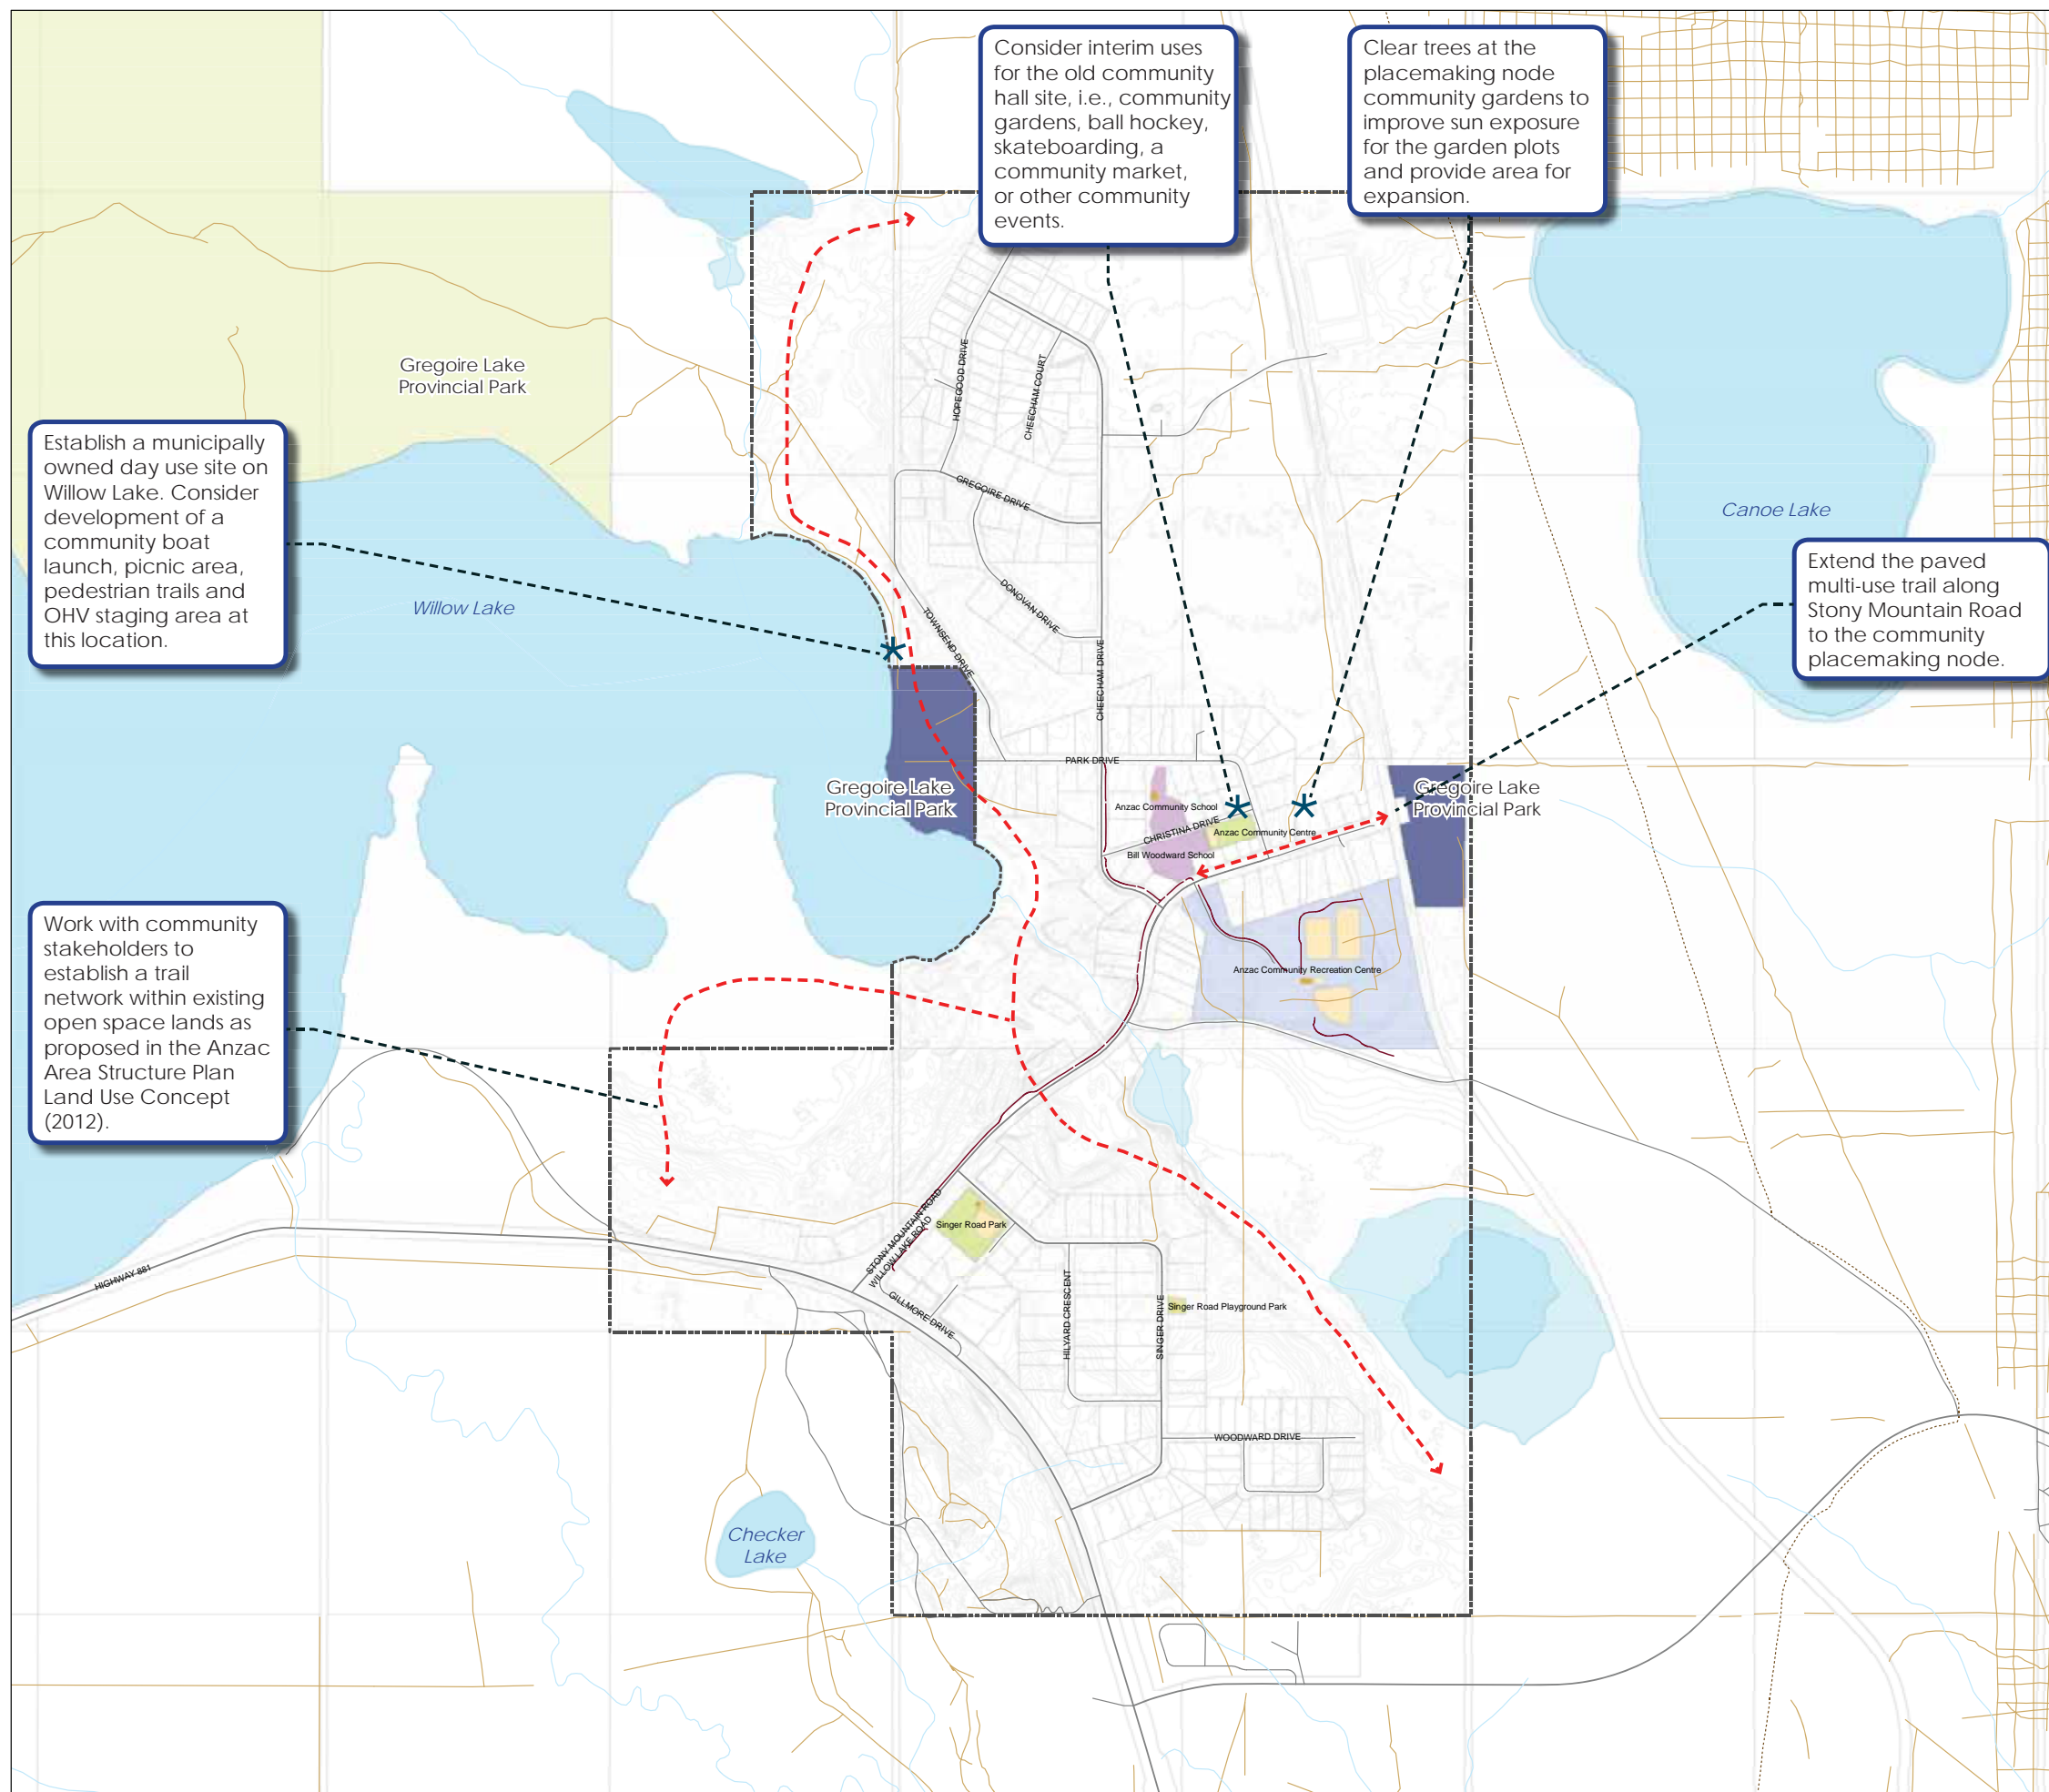 Consider interim uses
for the old community
hall site, i.e., community
gardens, ball hockey,
skateboarding, a
community market,
or other community
events.
Clear trees at the
placemaking node
community gardens to
improve sun exposure
for the garden plots
and provide area for
expansion.
Gregoire Lake
Provincial Park
HOPEGOOD DRIVE
CHEECHAM COURT
Establish a municipally
owned day use site on
Willow Lake. Consider
development of a
community boat
launch, picnic area,
pedestrian trails and
OHV staging area at
this location.
GREGOIRE DRIVE
Canoe Lake
Extend the paved
multi-use trail along
Stony Mountain Road
to the community
placemaking node.
Willow Lake
DONOVAN DRIVE
TOWNSEND DRIVE
CHEECHAM DRIVE
PARK DRIVE
Gregoire Lake
Provincial Park
Gregoire Lake
Provincial Park
Anzac Community School
CHRISTINA DRIVE
Anzac Community Centre
Bill Woodward School
Work with community
stakeholders to
establish a trail
network within existing
open space lands as
proposed in the Anzac
Area Structure Plan
Land Use Concept
(2012).
Anzac Community Recreation Centre
STONY MOUNTAIN ROAD
WILLOW LAKE ROAD
Singer Road Park
HIGHWAY 881
GILLMORE DRIVE
HILYARD CRESCENT
SINGER DRIVE
Singer Road Playground Park
WOODWARD DRIVE
Checker
Lake